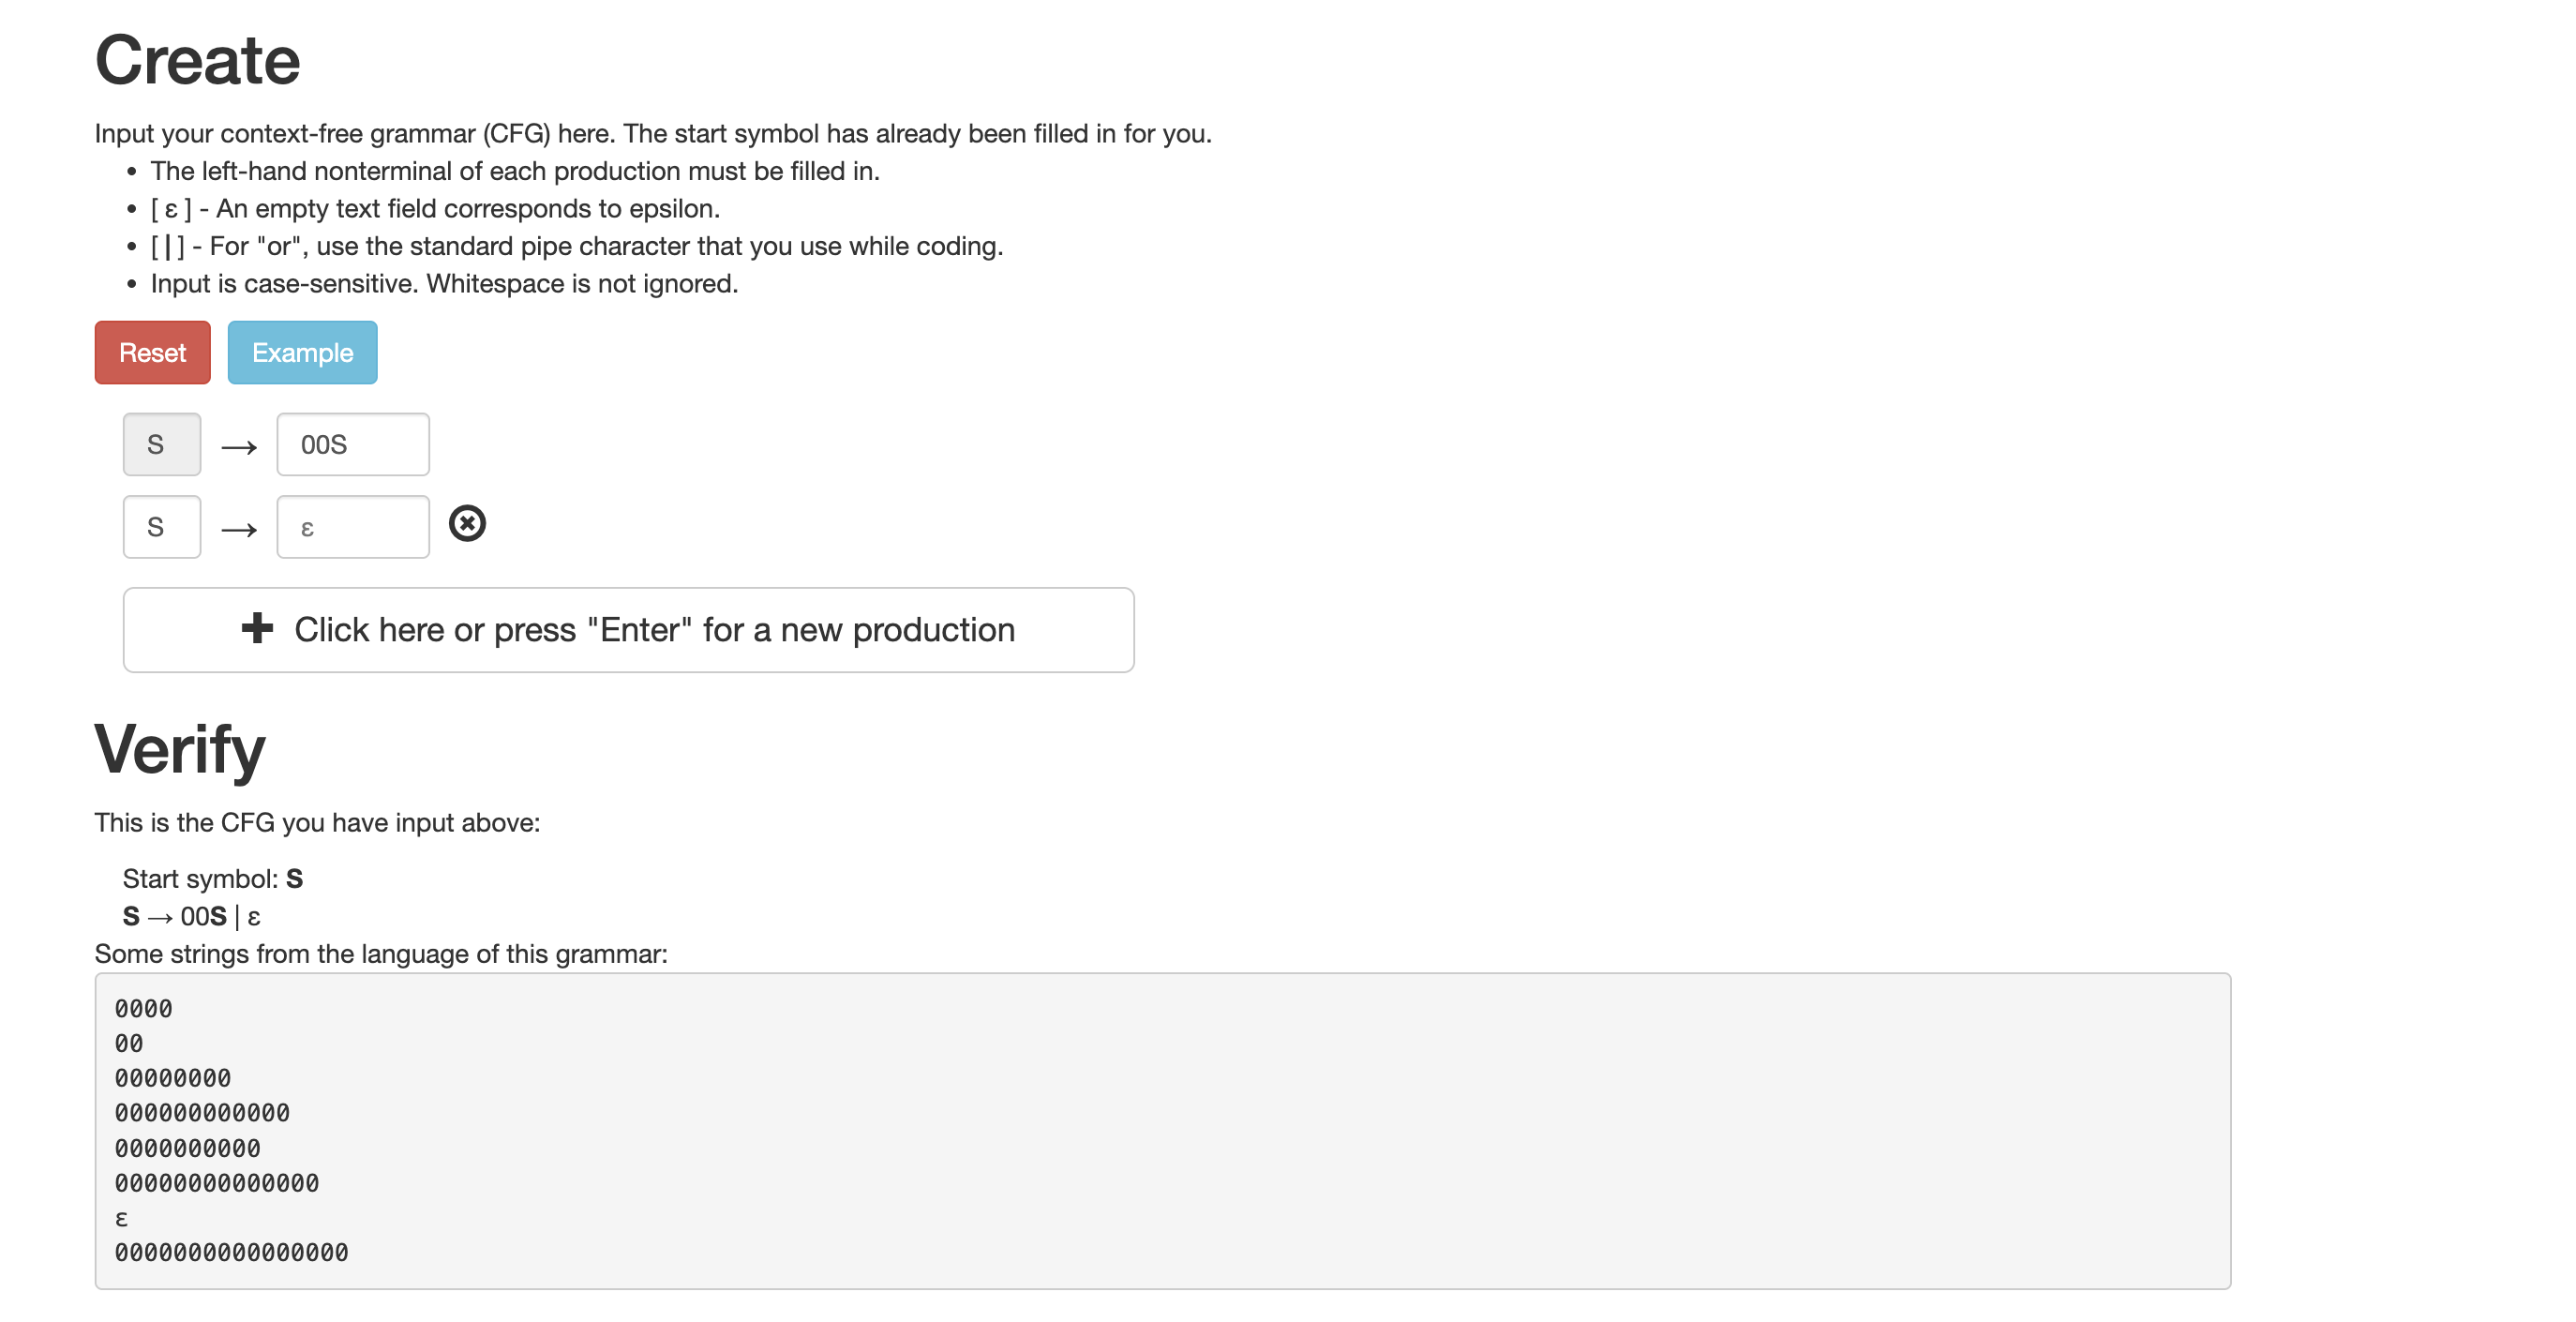 Create
Input your context-free grammar (CFG) here. The start symbol has already been filled in for you.
• The left-hand nonterminal of each production must be filled in.
• [ ε ] - An empty text field corresponds to epsilon.
• [ | ] - For "or", use the standard pipe character that you use while coding.
• Input is case-sensitive. Whitespace is not ignored.
Reset Example
S → 00S
S → ε
Click here or press "Enter" for a new production
Verify
This is the CFG you have input above:
Start symbol: S
S → 00S | ε
Some strings from the language of this grammar:
0000
00
00000000
000000000000
0000000000
00000000000000
ε
0000000000000000